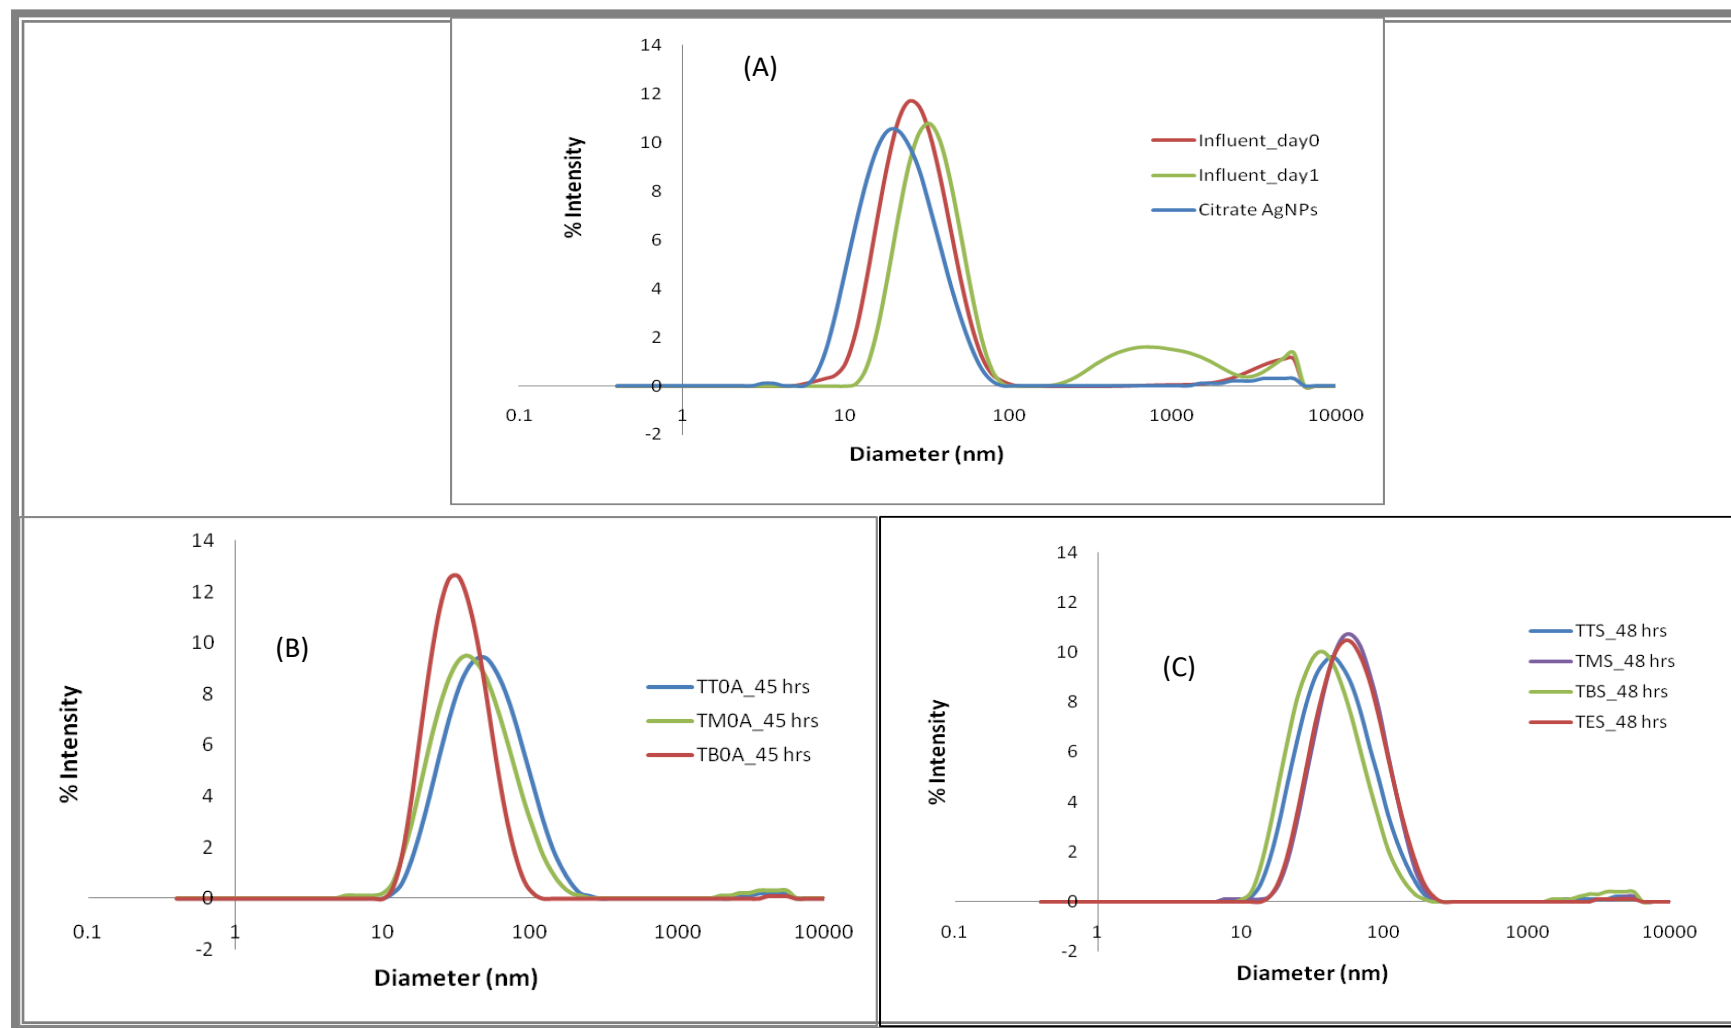 (A)
% Intensity
14
12
10
8
6
4
2
0
-2
0.1 1 10 100 1000 10000
Diameter (nm)
Influent_day0
Influent_day1
Citrate AgNPs
(B)
% Intensity
14
12
10
8
6
4
2
0
-2
0.1 1 10 100 1000 10000
Diameter (nm)
TT0A_45 hrs
TM0A_45 hrs
TB0A_45 hrs
(C)
% Intensity
14
12
10
8
6
4
2
0
-2
0.1 1 10 100 1000 10000
Diameter (nm)
TTS_48 hrs
TMS_48 hrs
TBS_48 hrs
TES_48 hrs